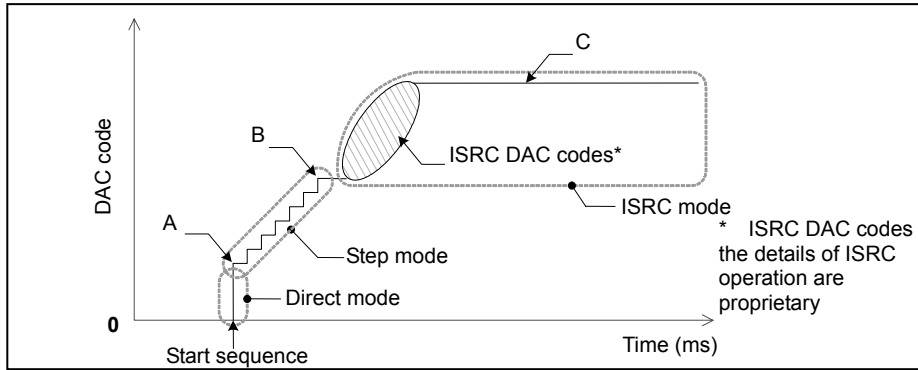 C
B
ISRC DAC codes*
DAC code
ISRC mode
A
* ISRC DAC codes
the details of ISRC
operation are
proprietary
Step mode
Direct mode
0
Time (ms)
Start sequence